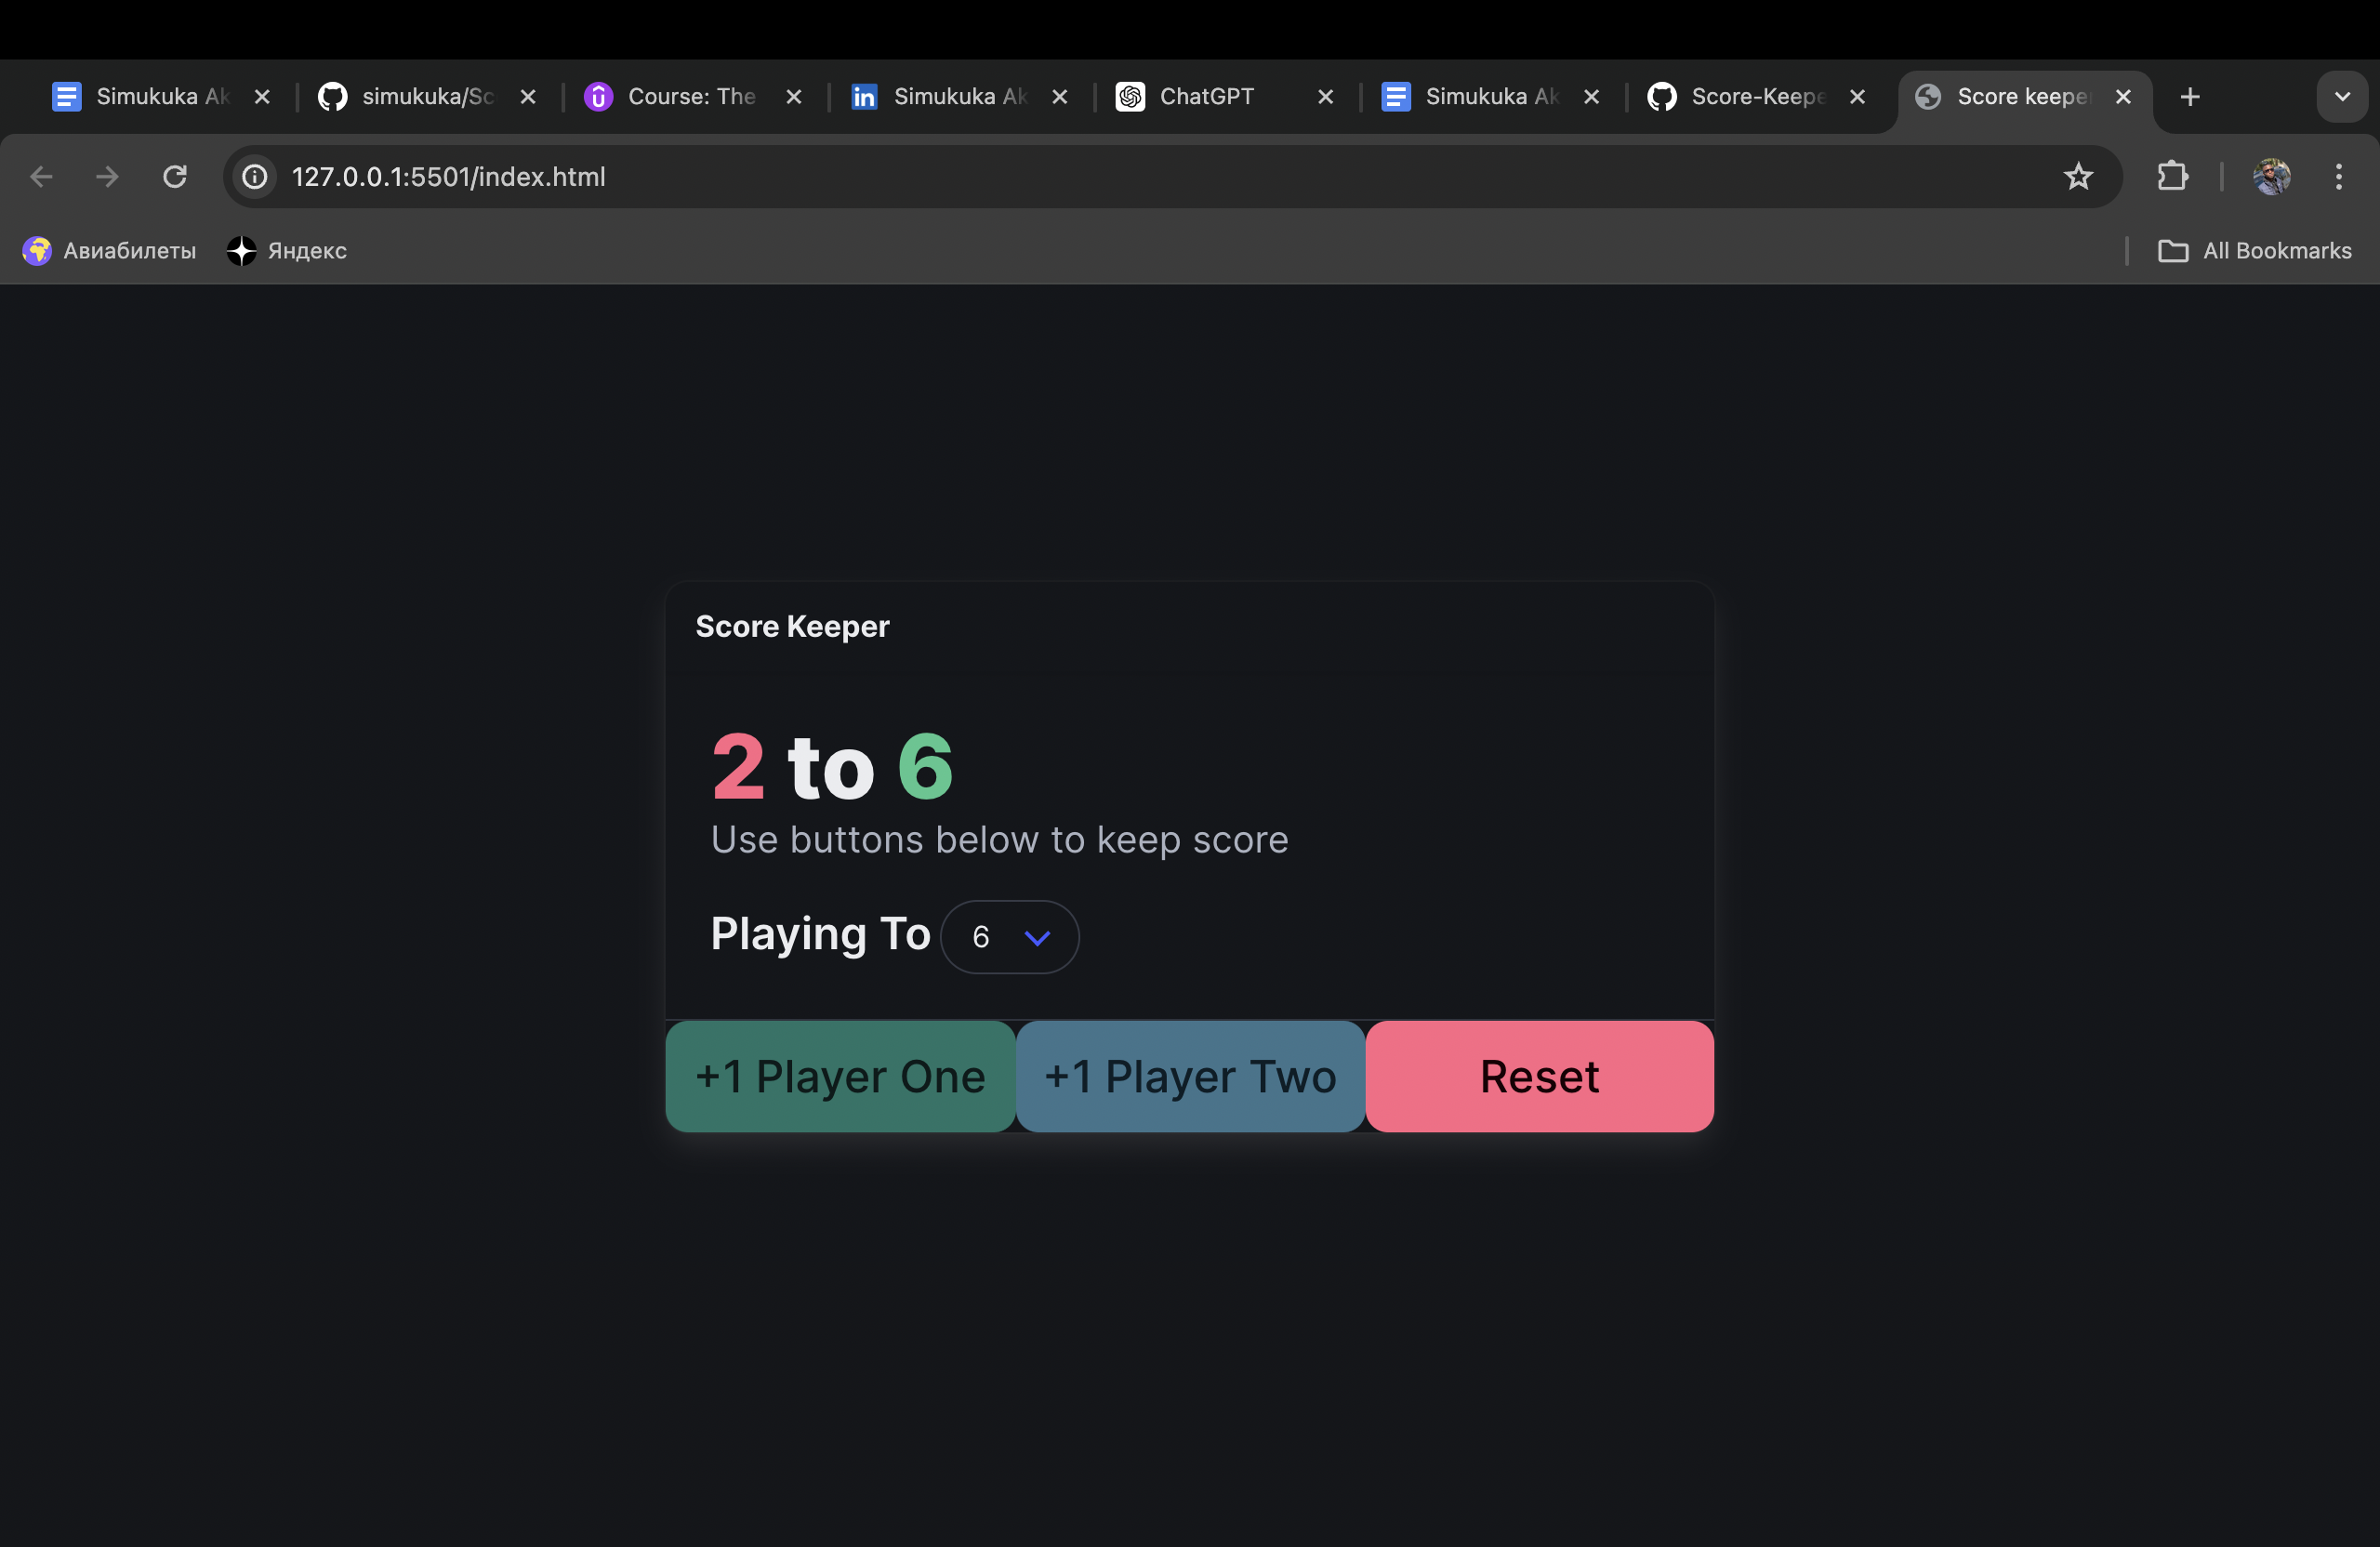 Simukuka Ak
simukuka/Sc
Course: The
Simukuka Ak
ChatGPT
Simukuka Ak
Score-Keepe
Score keeper
127.0.0.1:5501/index.html
Авиабилеты
Яндекс
All Bookmarks
Score Keeper
2 to 6
Use buttons below to keep score
Playing To 6
+1 Player One
+1 Player Two
Reset